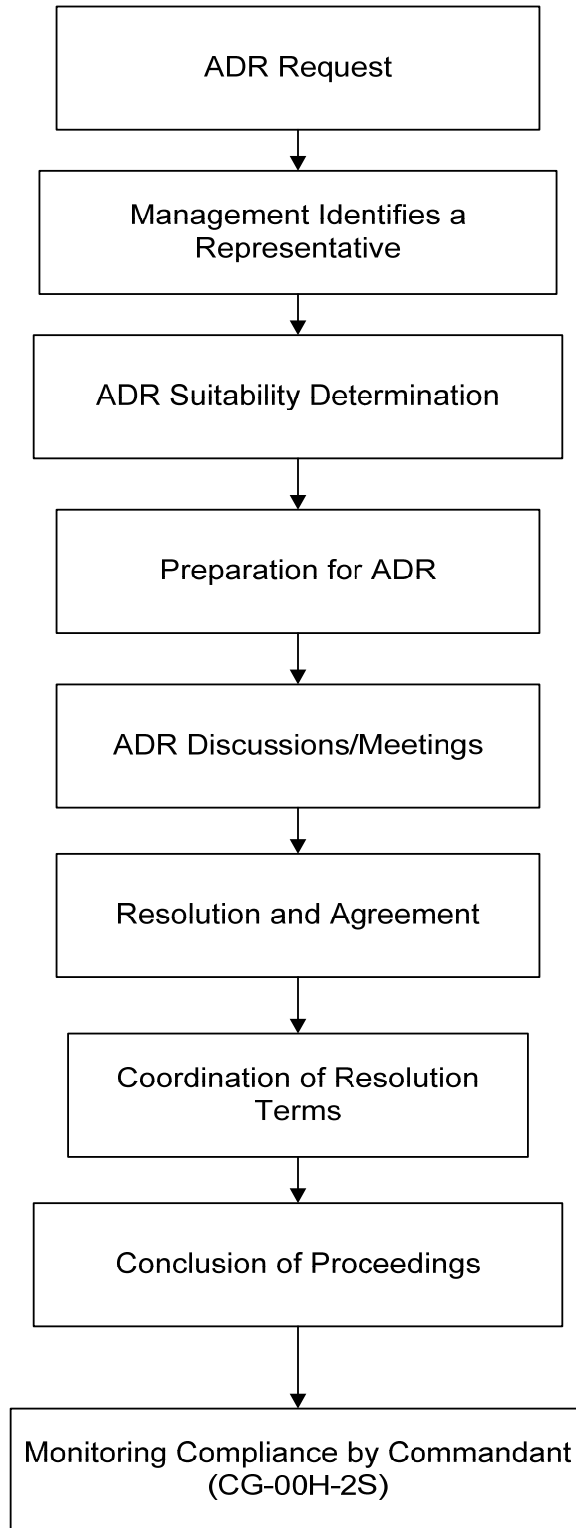 ADR Request
Management Identifies a
Representative
ADR Suitability Determination
Preparation for ADR
ADR Discussions/Meetings
Resolution and Agreement
Coordination of Resolution
Terms
Conclusion of Proceedings
Monitoring Compliance by Commandant
(CG-00H-2S)